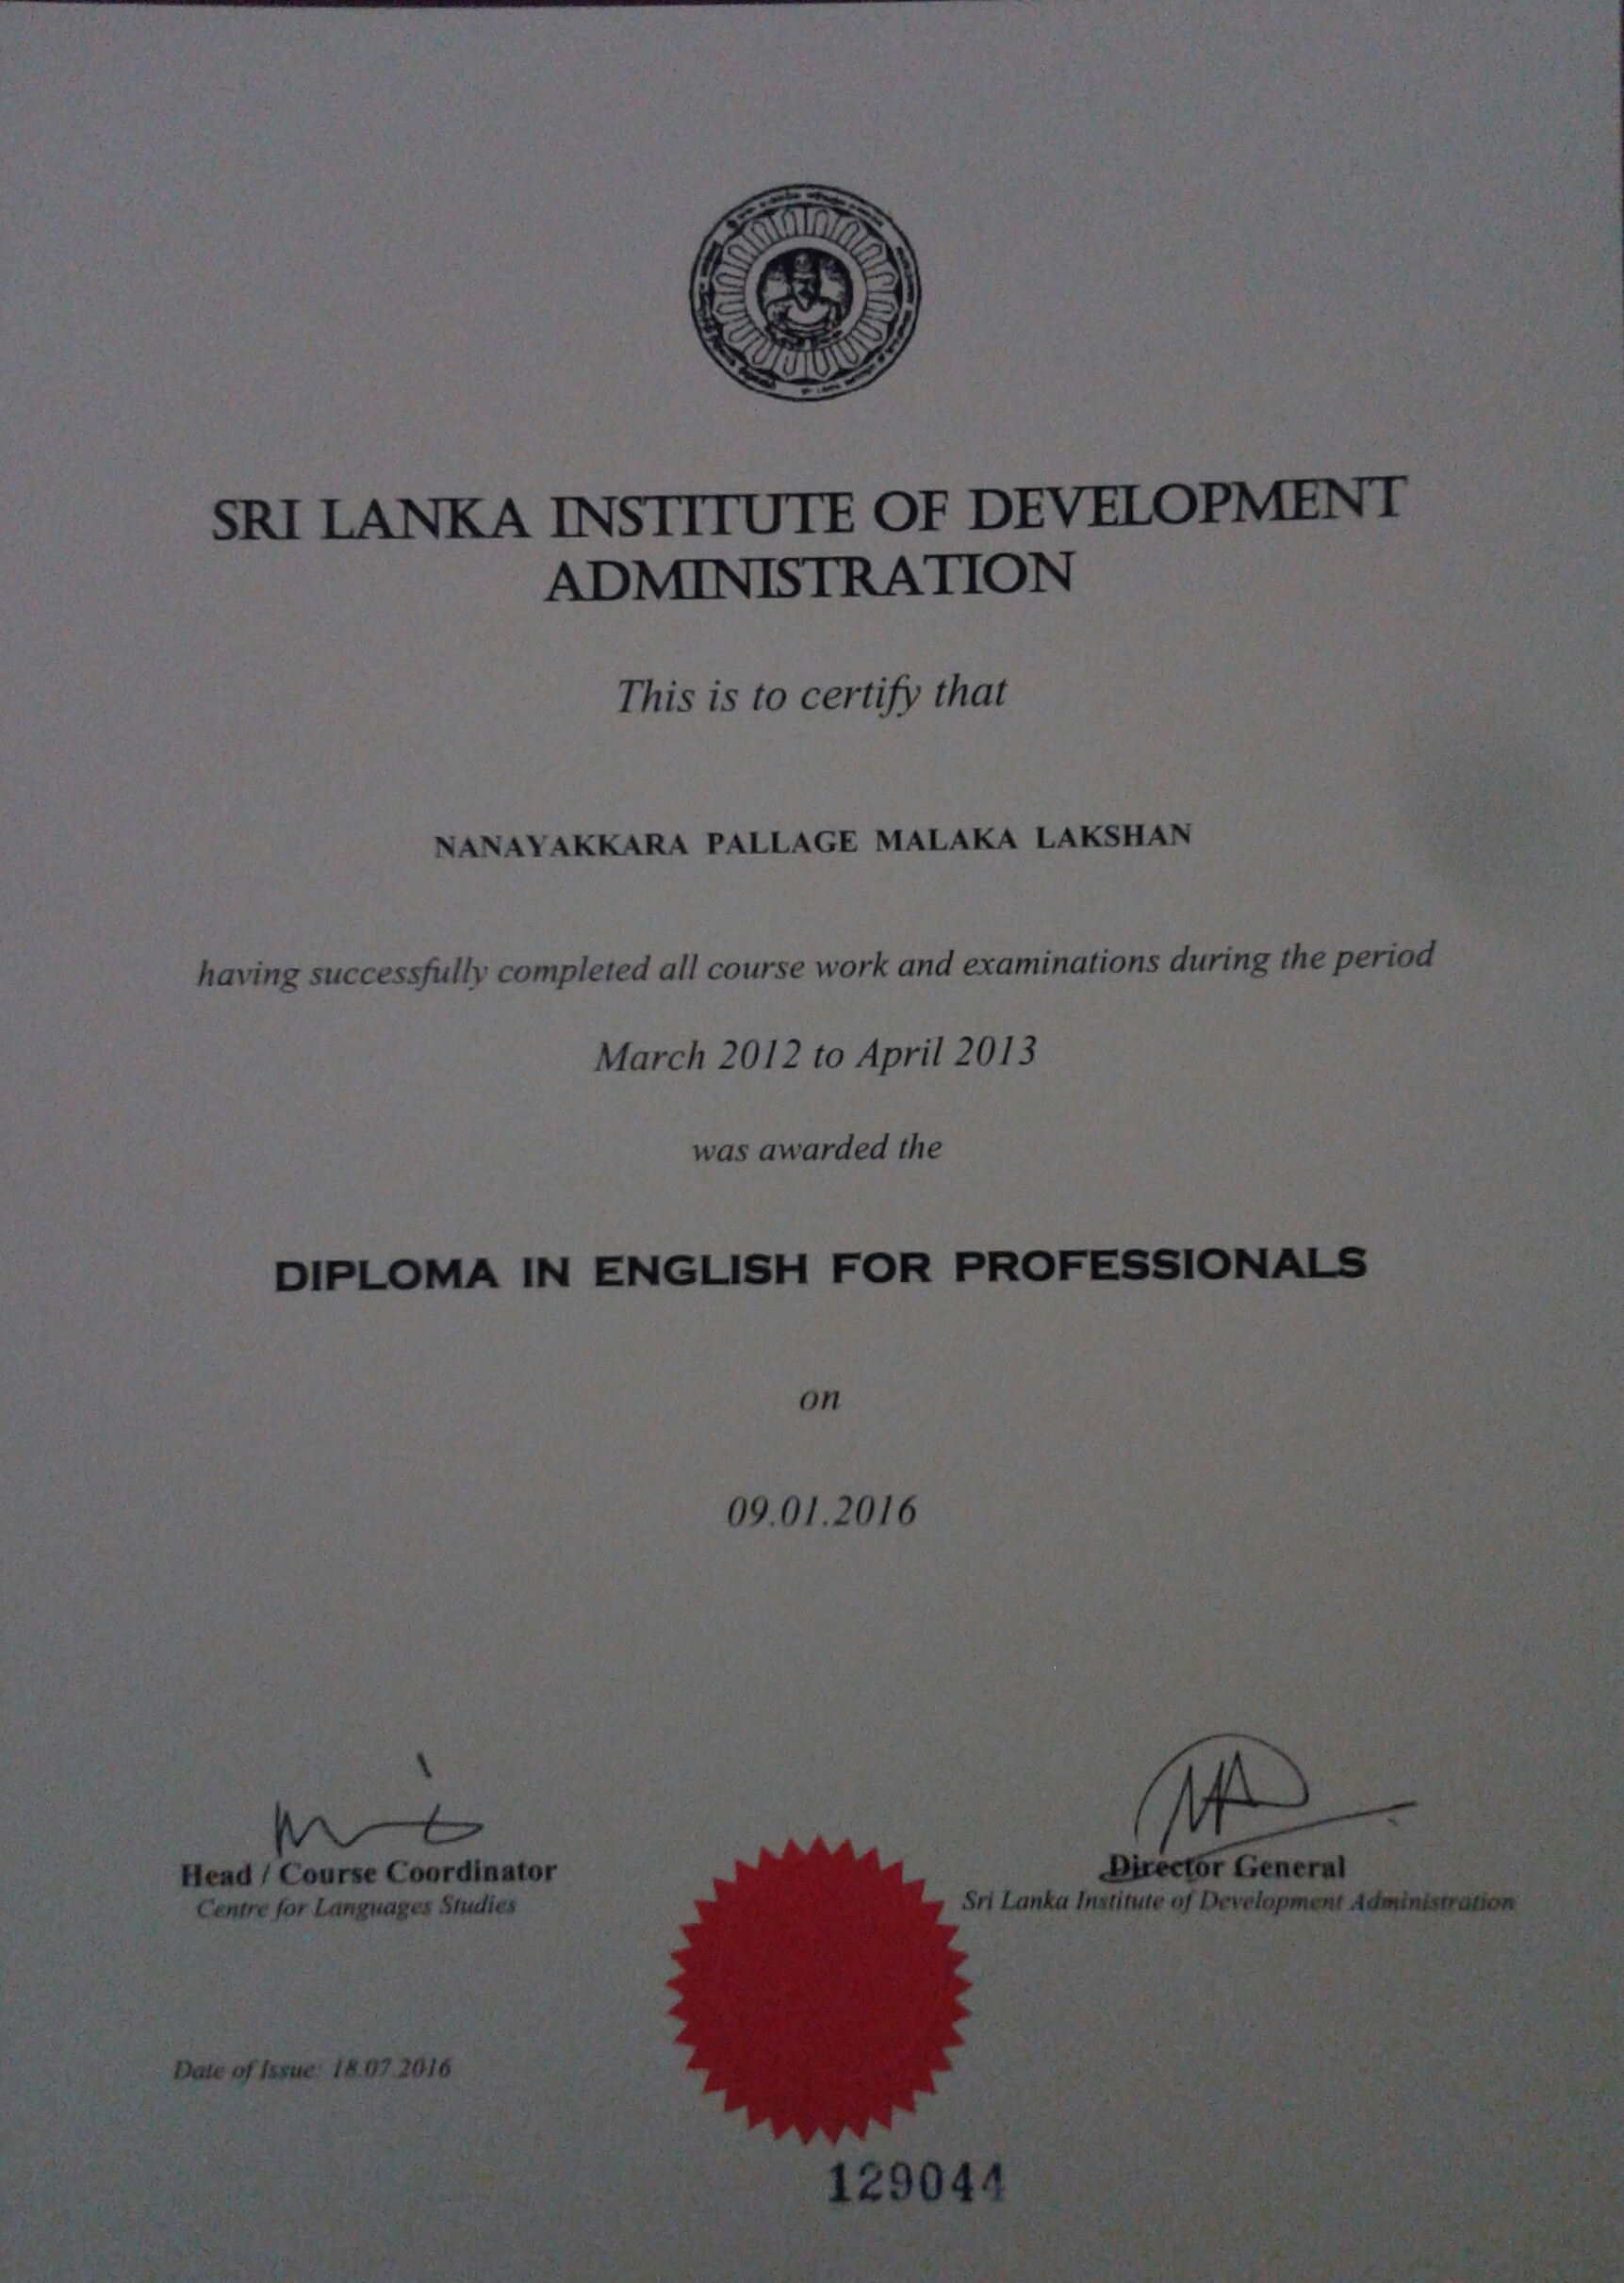 SRI LANKA INSTITUTE OF DEVELOPMENT
ADMINISTRATION
This is to certify that
NANAYAKKARA PALLAGE MALAKA LAKSHAN
having successfully completed all course work and examinations during the period
March 2012 to April 2013
was awarded the
DIPLOMA IN ENGLISH FOR PROFESSIONALS
on
09.01.2016
Head / Course Coordinator
Centre for Languages Studies
Director General
Sri Lanka Institute of Development Administration
Date of Issue: 18.07.2016
129044